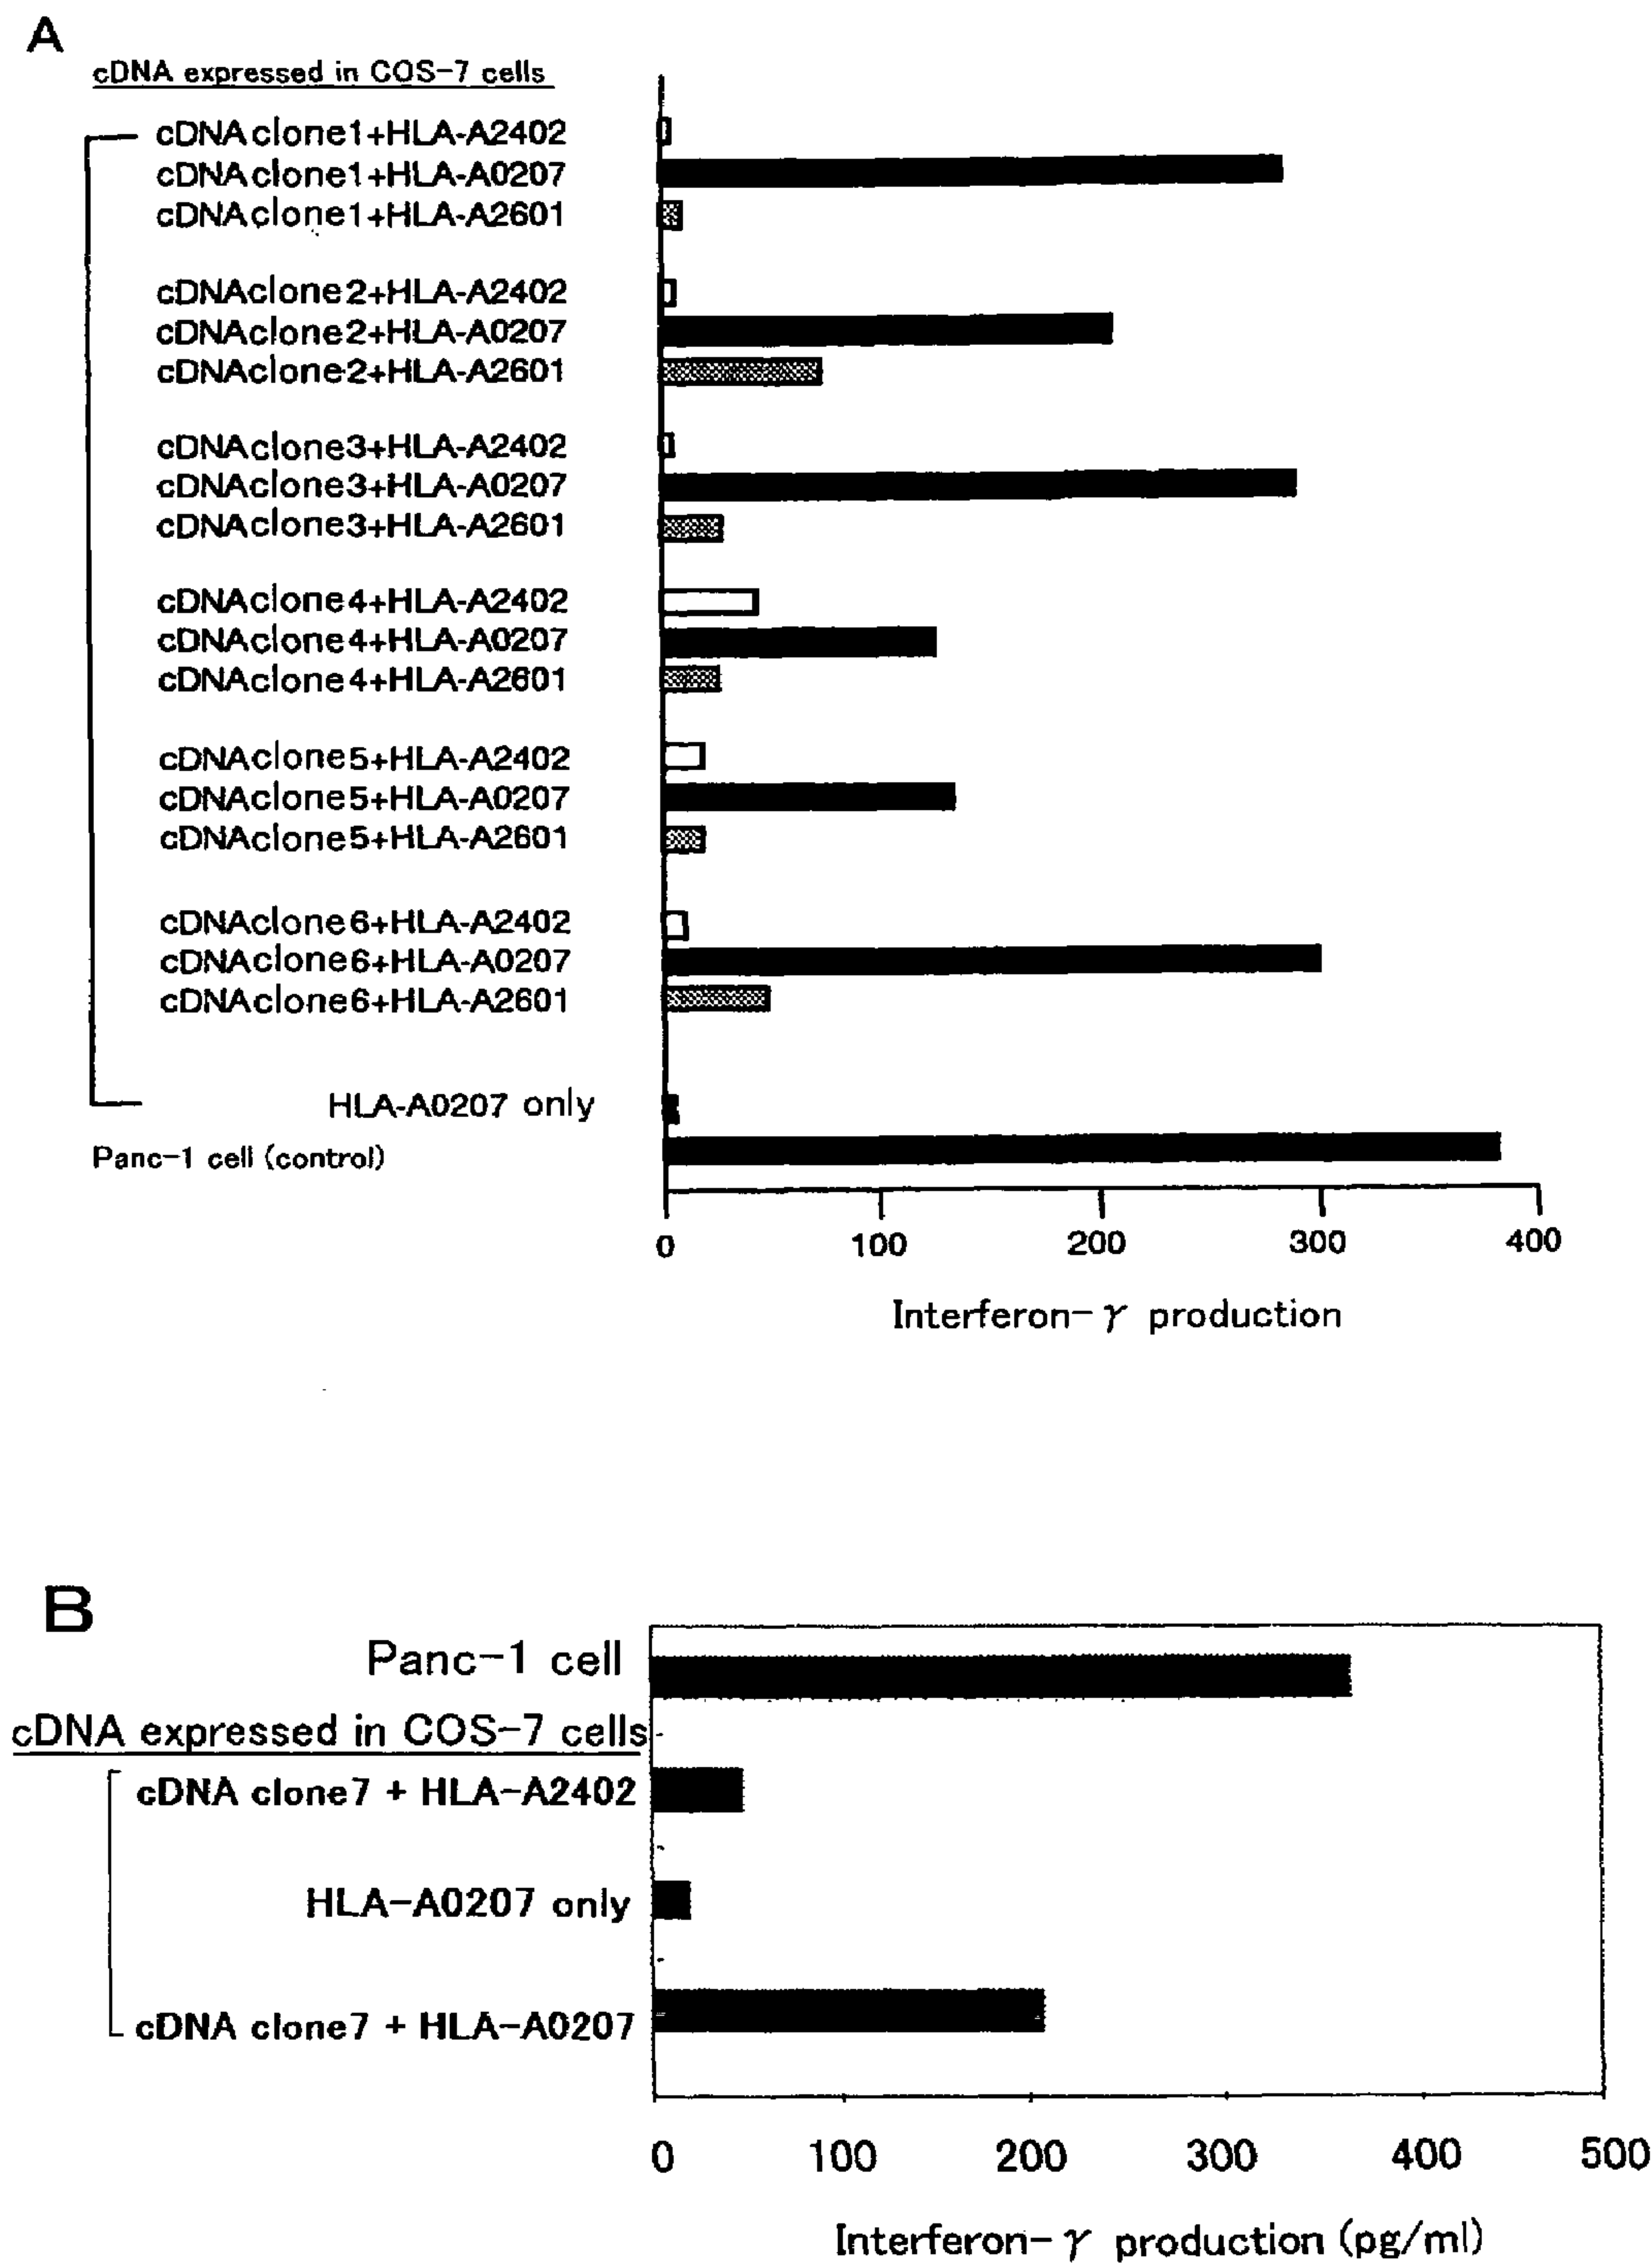 A
cDNA expressed in COS-7 cells
cDNAclone1+HLA-A2402
cDNAclone1+HLA-A0207
cDNAclone1+HLA-A2601
cDNAclone2+HLA-A2402
cDNAclone2+HLA-A0207
cDNAclone2+HLA-A2601
cDNAclone3+HLA-A2402
cDNAclone3+HLA-A0207
cDNAclone3+HLA-A2601
cDNAclone4+HLA-A2402
cDNAclone4+HLA-A0207
cDNAclone4+HLA-A2601
cDNAclone5+HLA-A2402
cDNAclone5+HLA-A0207
cDNAclone5+HLA-A2601
cDNAclone6+HLA-A2402
cDNAclone6+HLA-A0207
cDNAclone6+HLA-A2601
HLA-A0207 only
Panc-1 cell (control)
0 100 200 300 400
Interferon-γ production
B
Panc-1 cell
cDNA expressed in COS-7 cells
cDNA clone7 + HLA-A2402
HLA-A0207 only
cDNA clone7 + HLA-A0207
0 100 200 300 400 500
Interferon-γ production (pg/ml)